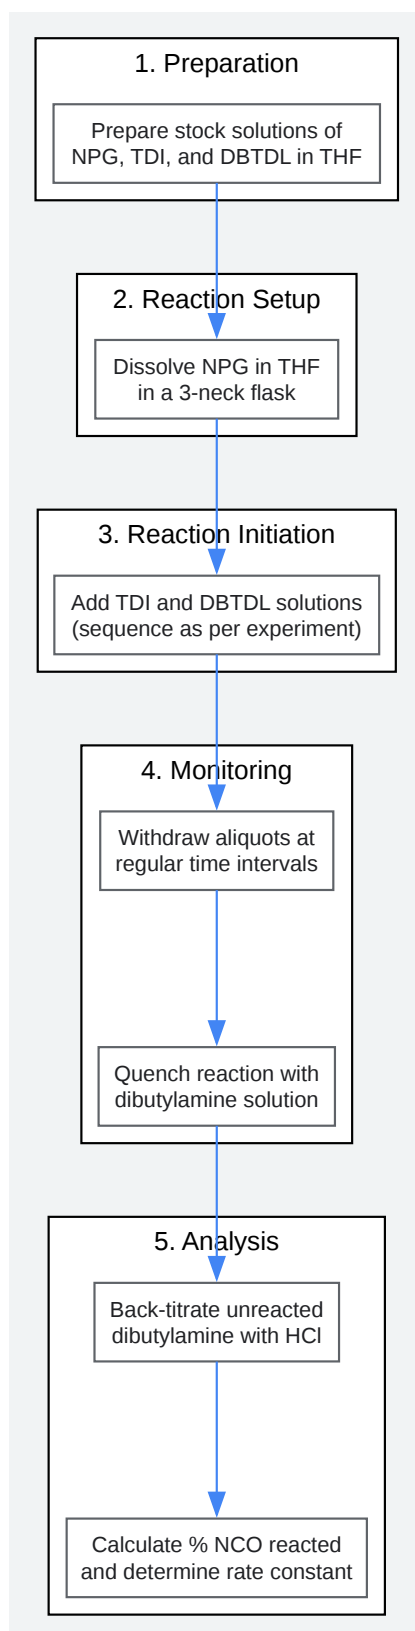 1. Preparation
Prepare stock solutions of
NPG, TDI, and DBTDL in THF
2. Reaction Setup
Dissolve NPG in THF
in a 3-neck flask
3. Reaction Initiation
Add TDI and DBTDL solutions
(sequence as per experiment)
4. Monitoring
Withdraw aliquots at
regular time intervals
Quench reaction with
dibutylamine solution
5. Analysis
Back-titrate unreacted
dibutylamine with HCl
Calculate % NCO reacted
and determine rate constant